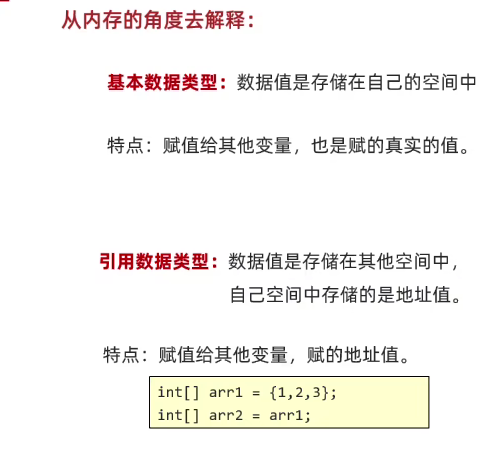 从内存的角度去解释：
基本数据类型：数据值是存储在自己的空间中
特点：赋值给其他变量，也是赋的真实的值。
引用数据类型：数据值是存储在其他空间中，
自己空间中存储的是地址值。
特点：赋值给其他变量，赋的地址值。
int[] arr1 = {1,2,3};
int[] arr2 = arr1;